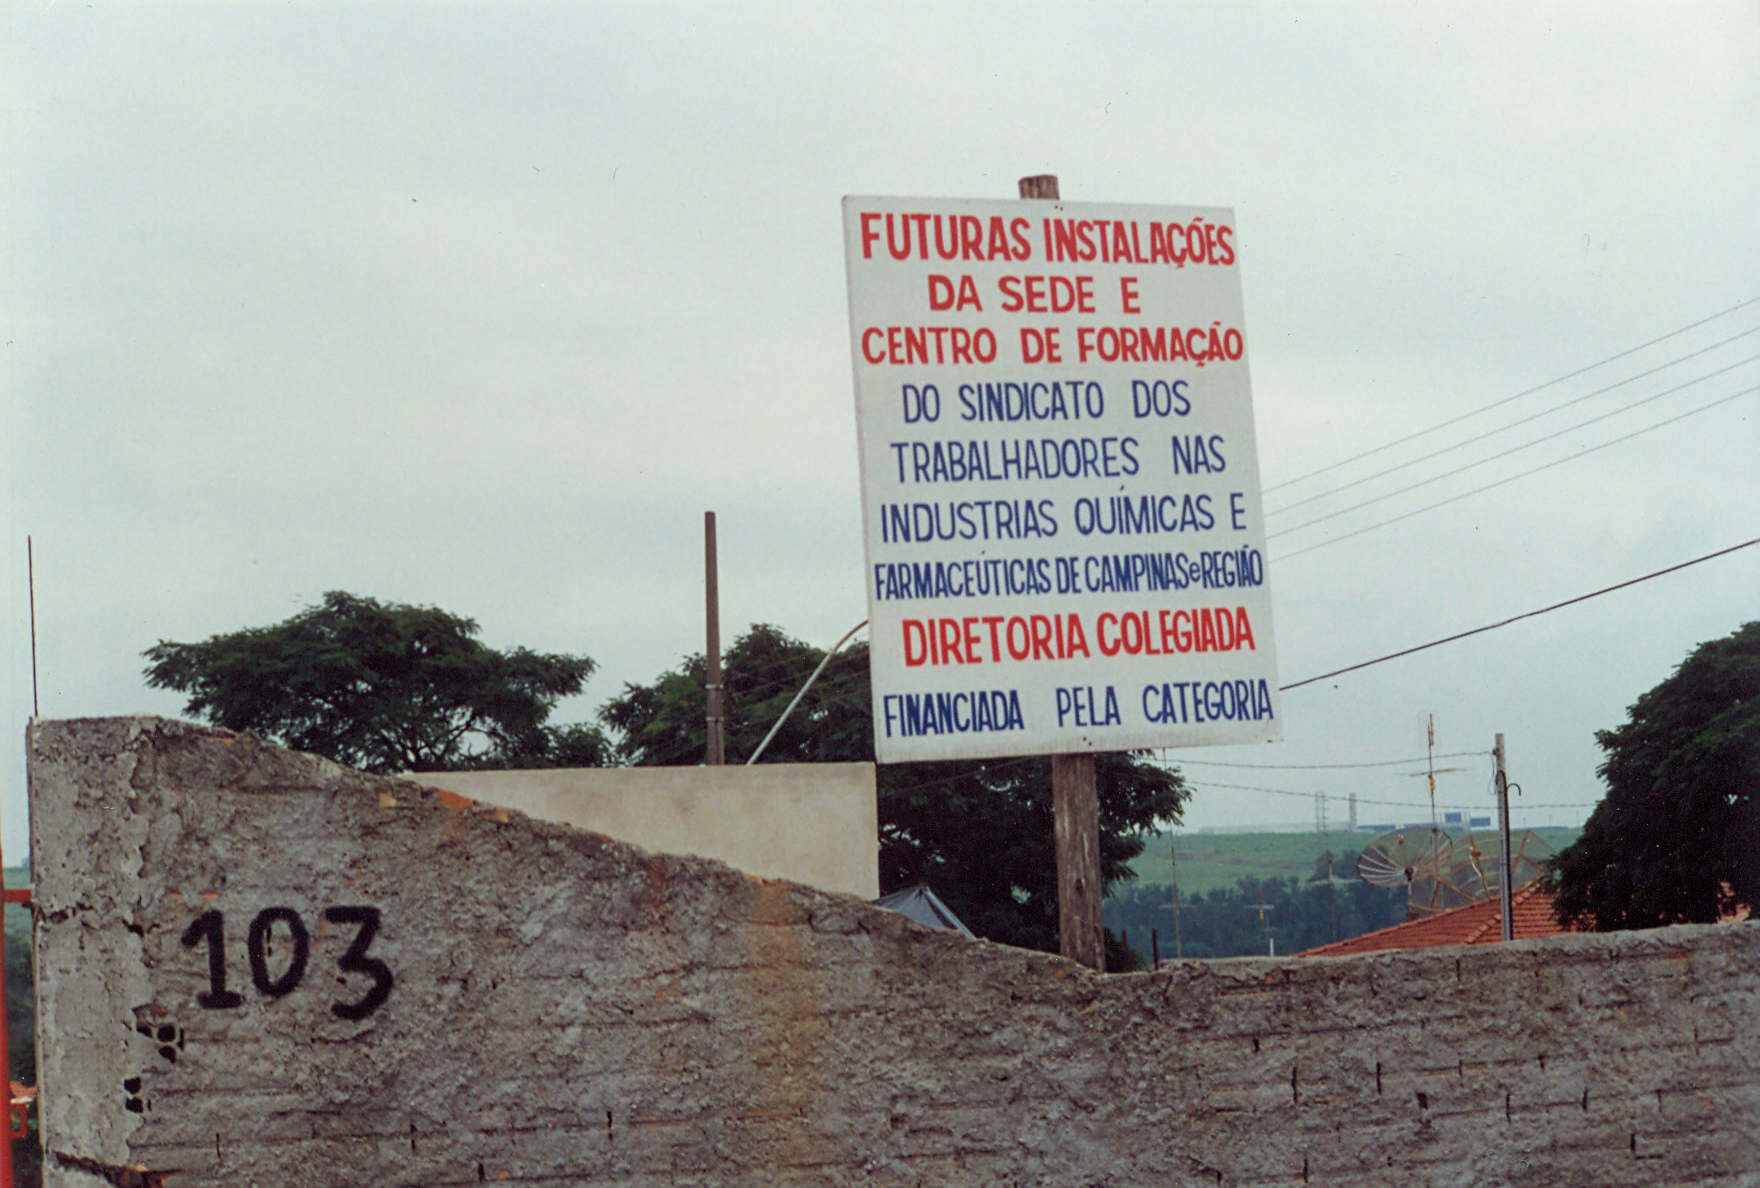 FUTURAS INSTALAÇÕES
DA SEDE E
CENTRO DE FORMAÇÃO
DO SINDICATO DOS
TRABALHADORES NAS
INDUSTRIAS QUÍMICAS E
FARMACEÚTICAS DE CAMPINAS e REGIÃO
DIRETORIA COLEGIADA
FINANCIADA PELA CATEGORIA
103